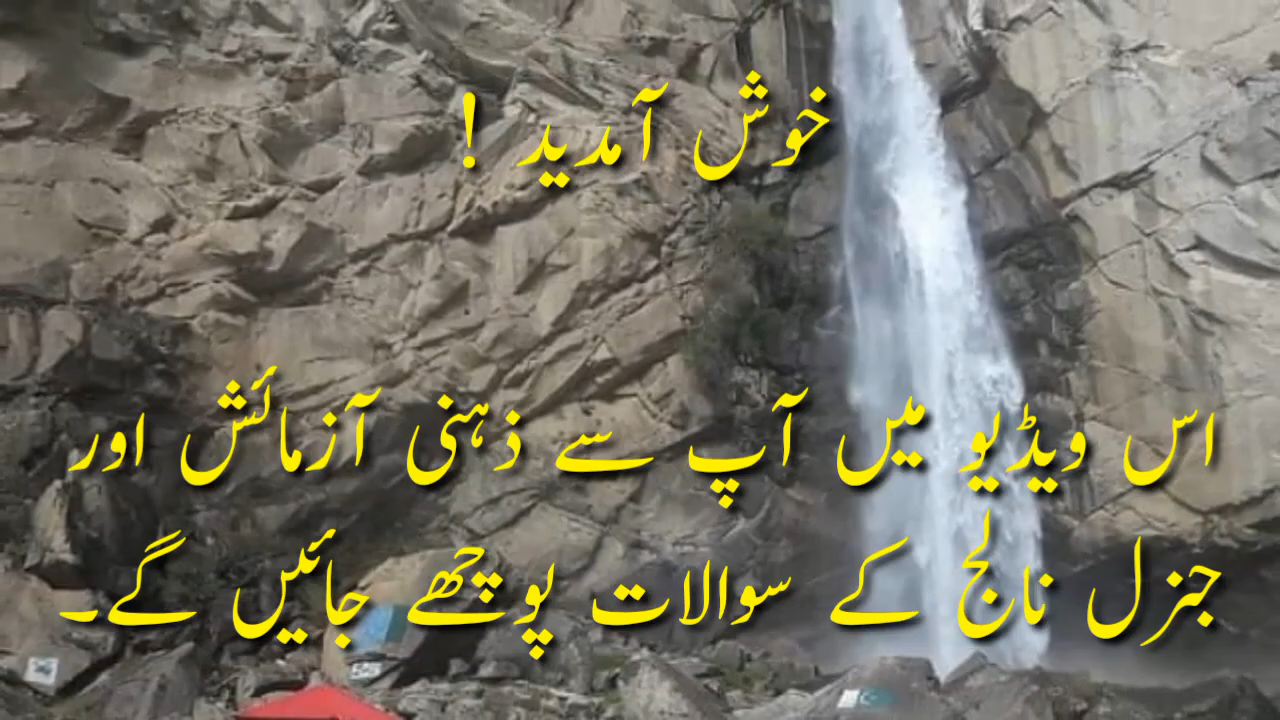 خوش آمدید !
اس ویڈیو میں آپ سے ذہنی آزمائش اور
جنرل نالج کے سوالات پوچھے جائیں گے۔